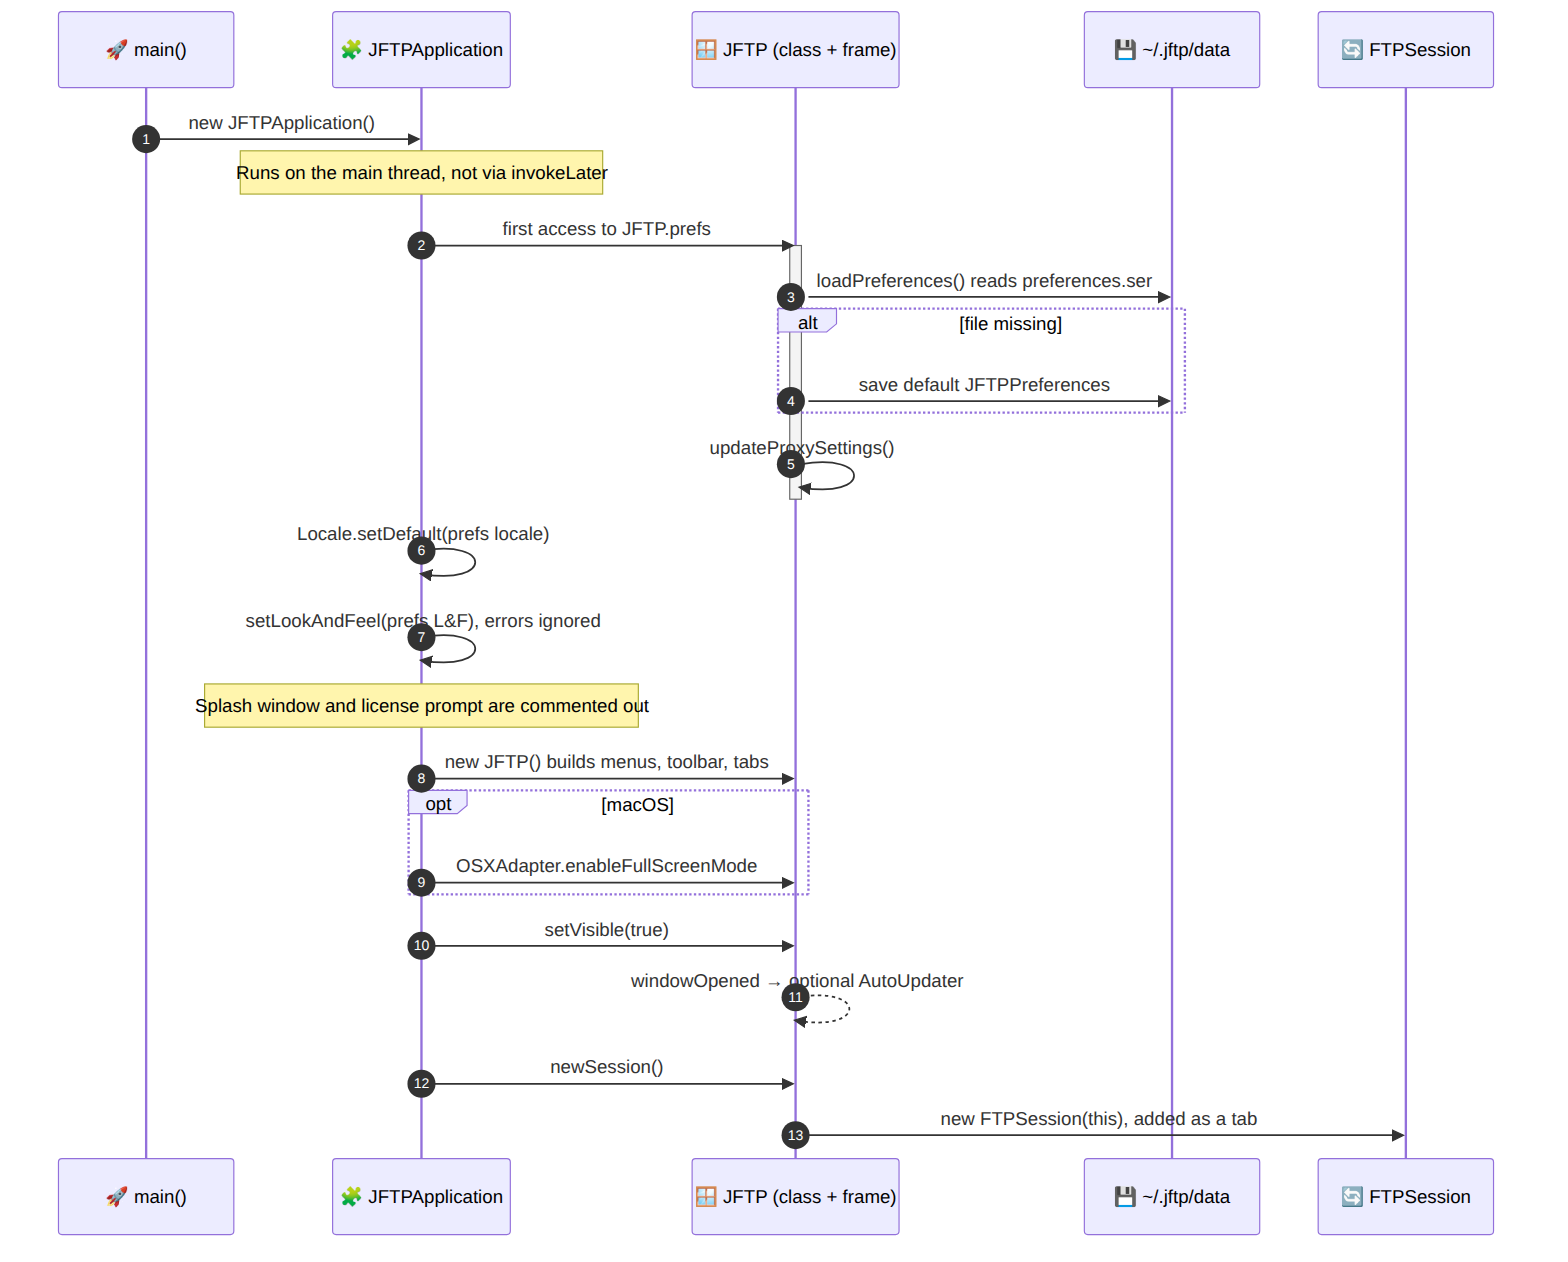 🚀 main()
🧩 JFTPApplication
🪟 JFTP (class + frame)
💾 ~/.jftp/data
🔄 FTPSession
new JFTPApplication()
1
Runs on the main thread, not via invokeLater
first access to JFTP.prefs
2
loadPreferences() reads preferences.ser
3
alt
[file missing]
save default JFTPPreferences
4
updateProxySettings()
5
Locale.setDefault(prefs locale)
6
setLookAndFeel(prefs L&F), errors ignored
7
Splash window and license prompt are commented out
new JFTP() builds menus, toolbar, tabs
8
opt
[macOS]
OSXAdapter.enableFullScreenMode
9
setVisible(true)
10
windowOpened → optional AutoUpdater
11
newSession()
12
new FTPSession(this), added as a tab
13
🚀 main()
🧩 JFTPApplication
🪟 JFTP (class + frame)
💾 ~/.jftp/data
🔄 FTPSession